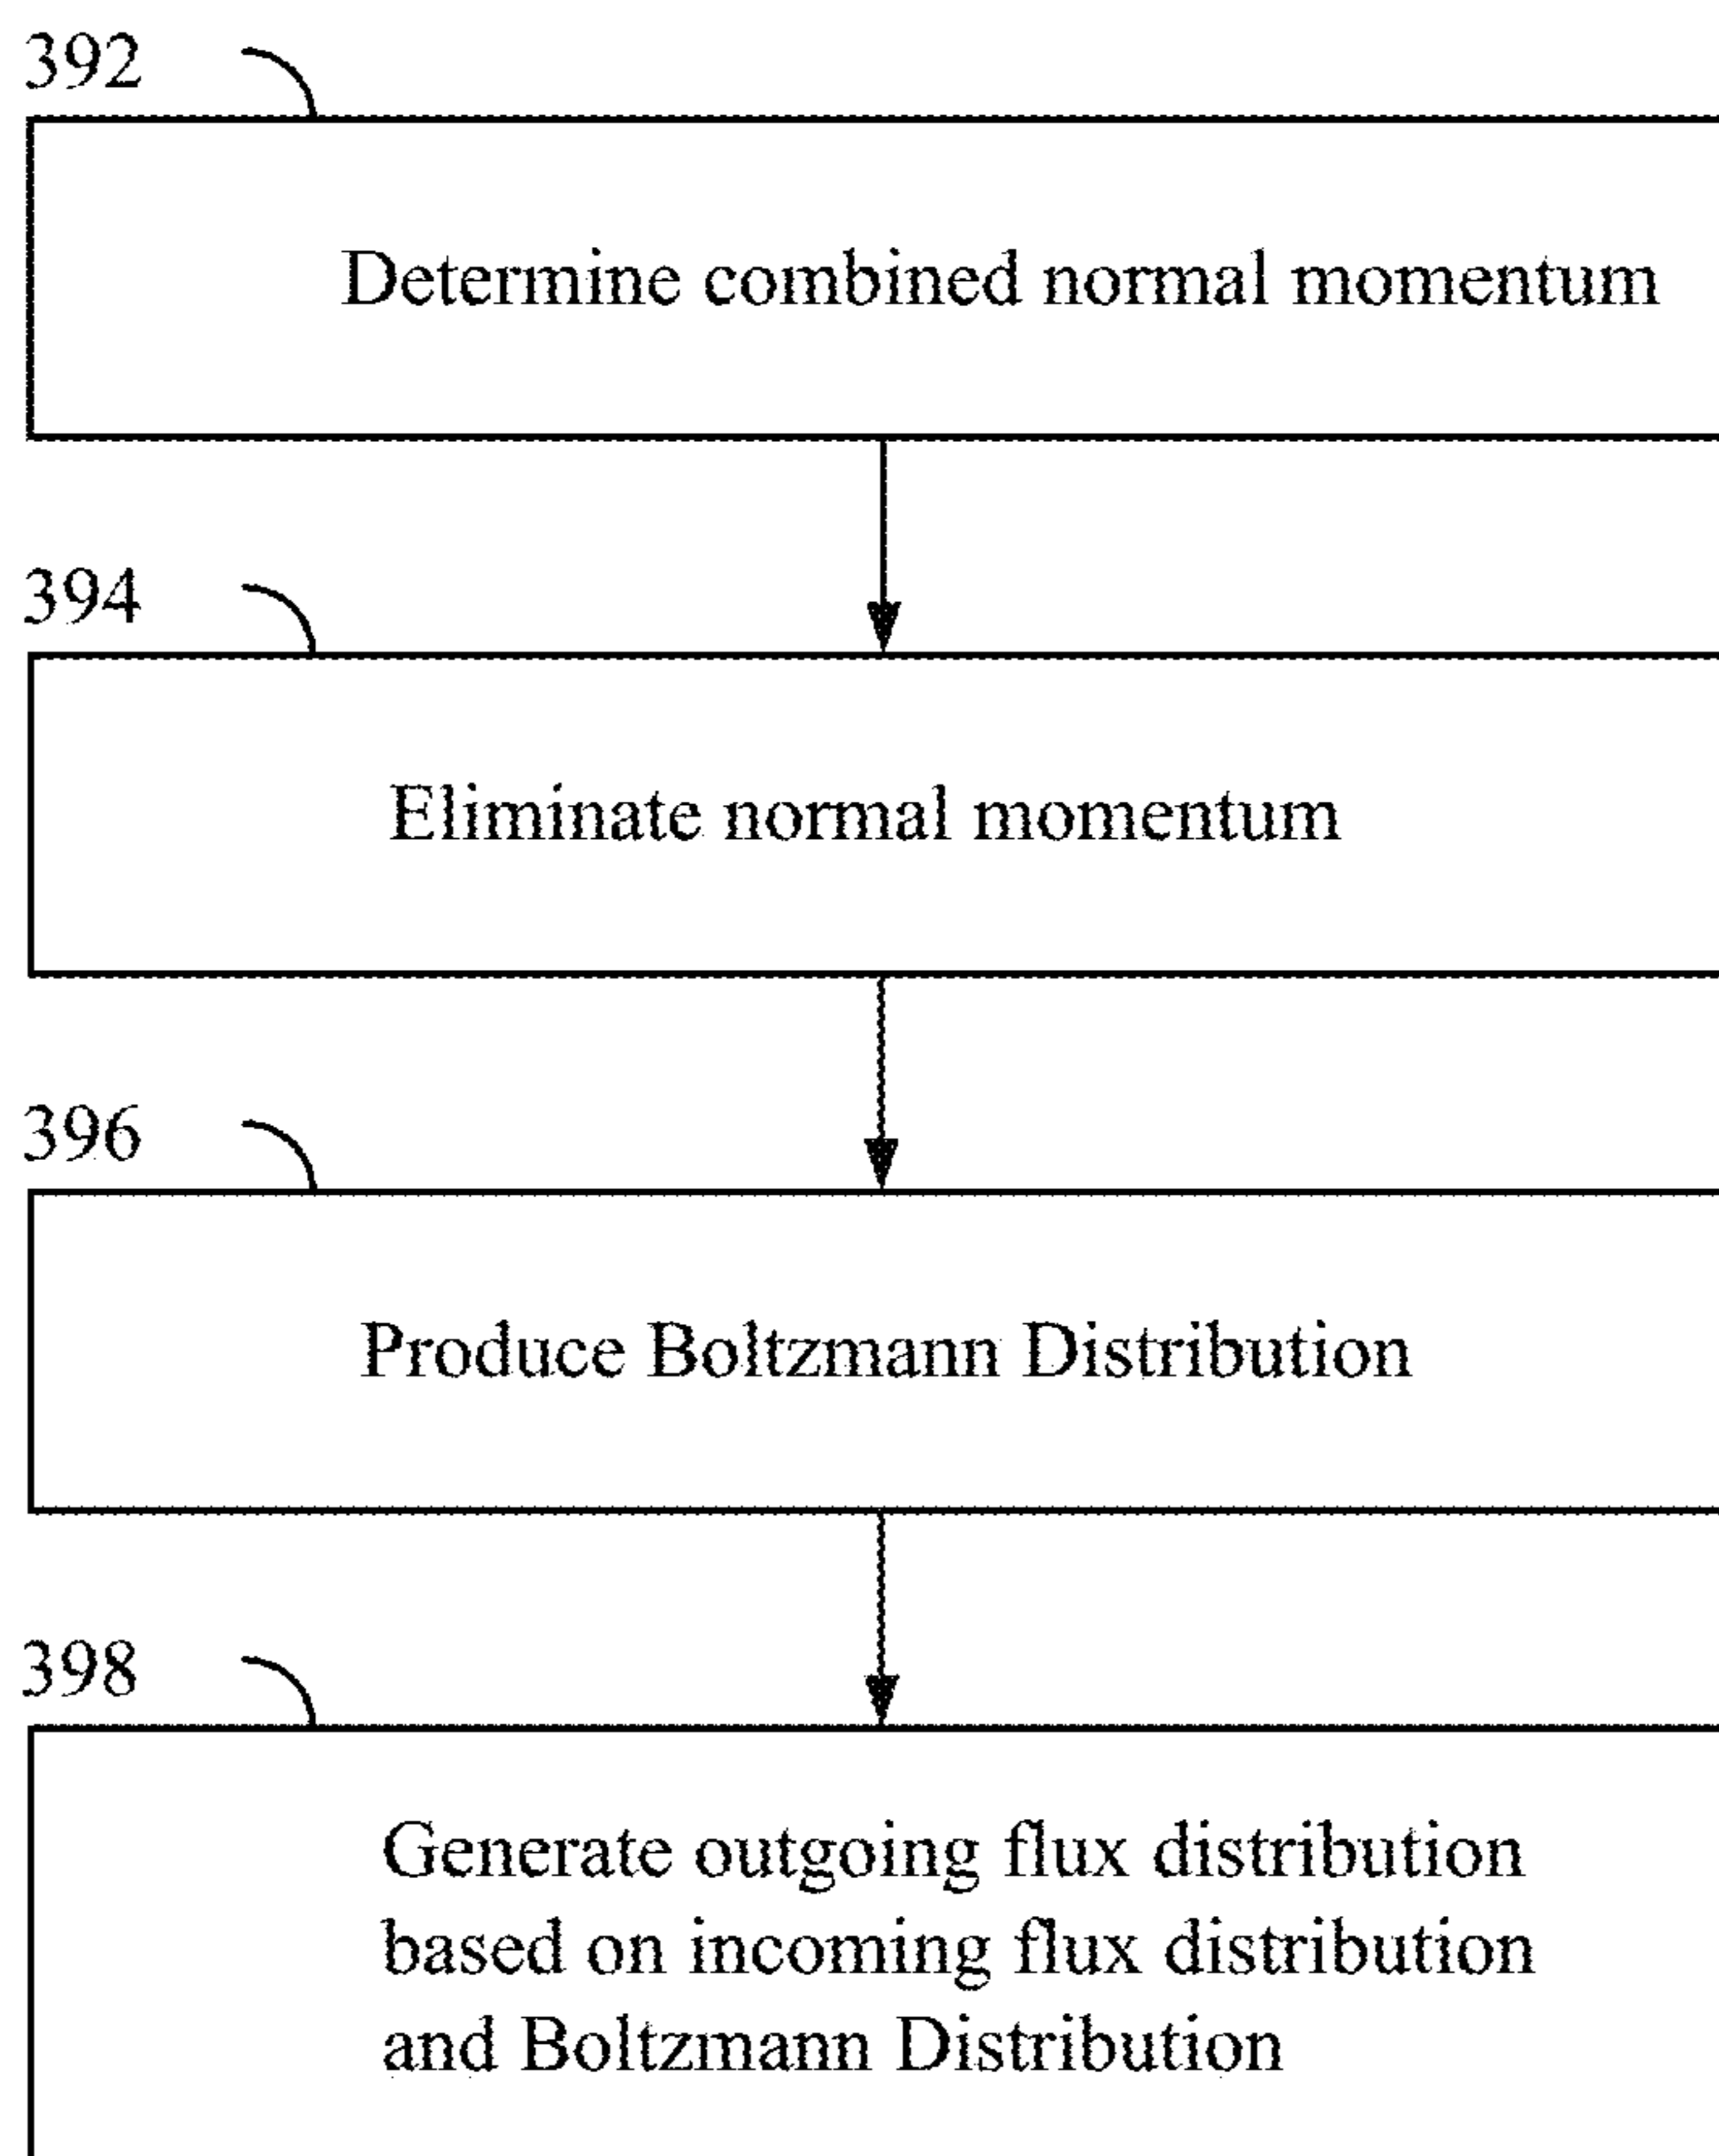 392
Determine combined normal momentum
394
Eliminate normal momentum
396
Produce Boltzmann Distribution
398
Generate outgoing flux distribution
based on incoming flux distribution
and Boltzmann Distribution